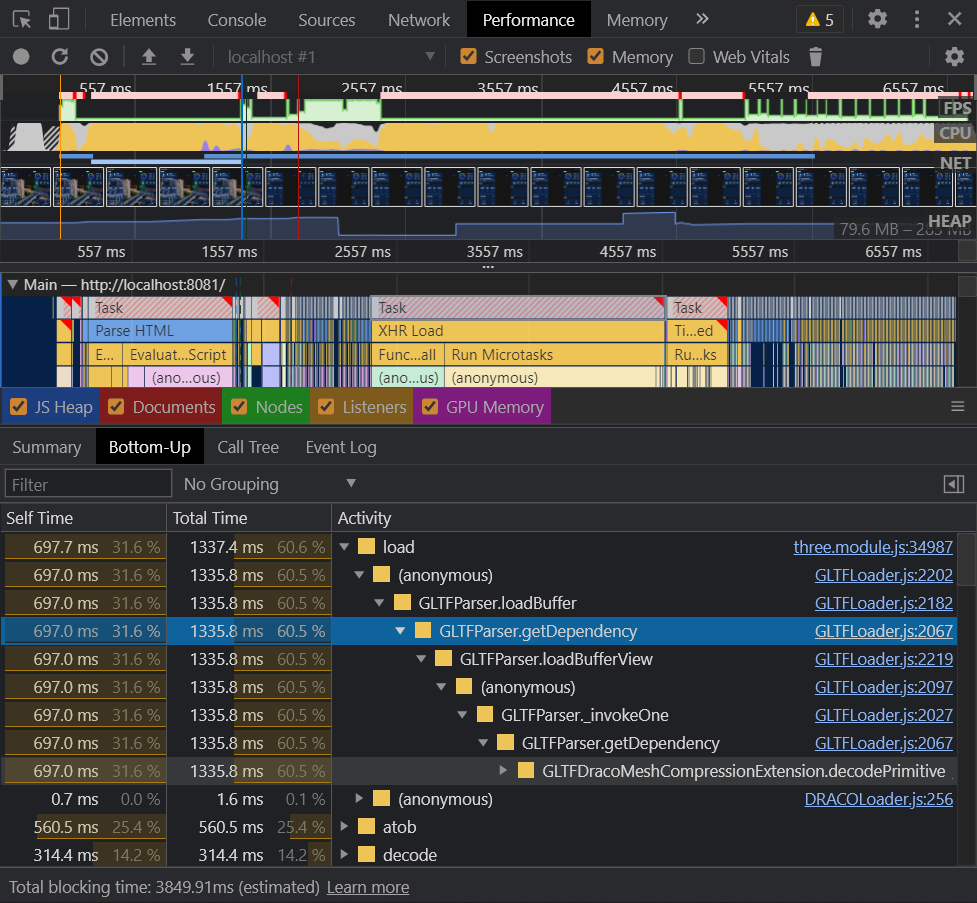 Elements Console Sources Network Performance Memory » 5
localhost #1 Screenshots Memory Web Vitals
557 ms 1557 ms 2557 ms 3557 ms 4557 ms 5557 ms 6557 ms
FPS
CPU
NET
HEAP
79.6 MB – 283 MB
557 ms 1557 ms 2557 ms 3557 ms 4557 ms 5557 ms 6557 ms
Main — http://localhost:8081/
Task Task Task
Parse HTML XHR Load Ti…ed
E… Evaluat…Script Func…all Run Microtasks Ru…ks
(ano…ous) (ano…us) (anonymous)
JS Heap Documents Nodes Listeners GPU Memory
Summary Bottom-Up Call Tree Event Log
Filter No Grouping
Self Time Total Time Activity
697.7 ms 31.6 % 1337.4 ms 60.6 % load three.module.js:34987
697.0 ms 31.6 % 1335.8 ms 60.5 % (anonymous) GLTFLoader.js:2202
697.0 ms 31.6 % 1335.8 ms 60.5 % GLTFParser.loadBuffer GLTFLoader.js:2182
697.0 ms 31.6 % 1335.8 ms 60.5 % GLTFParser.getDependency GLTFLoader.js:2067
697.0 ms 31.6 % 1335.8 ms 60.5 % GLTFParser.loadBufferView GLTFLoader.js:2219
697.0 ms 31.6 % 1335.8 ms 60.5 % (anonymous) GLTFLoader.js:2097
697.0 ms 31.6 % 1335.8 ms 60.5 % GLTFParser._invokeOne GLTFLoader.js:2027
697.0 ms 31.6 % 1335.8 ms 60.5 % GLTFParser.getDependency GLTFLoader.js:2067
697.0 ms 31.6 % 1335.8 ms 60.5 % GLTFDracoMeshCompressionExtension.decodePrimitive
0.7 ms 0.0 % 1.6 ms 0.1 % (anonymous) DRACOLoader.js:256
560.5 ms 25.4 % 560.5 ms 25.4 % atob
314.4 ms 14.2 % 314.4 ms 14.2 % decode
Total blocking time: 3849.91ms (estimated) Learn more